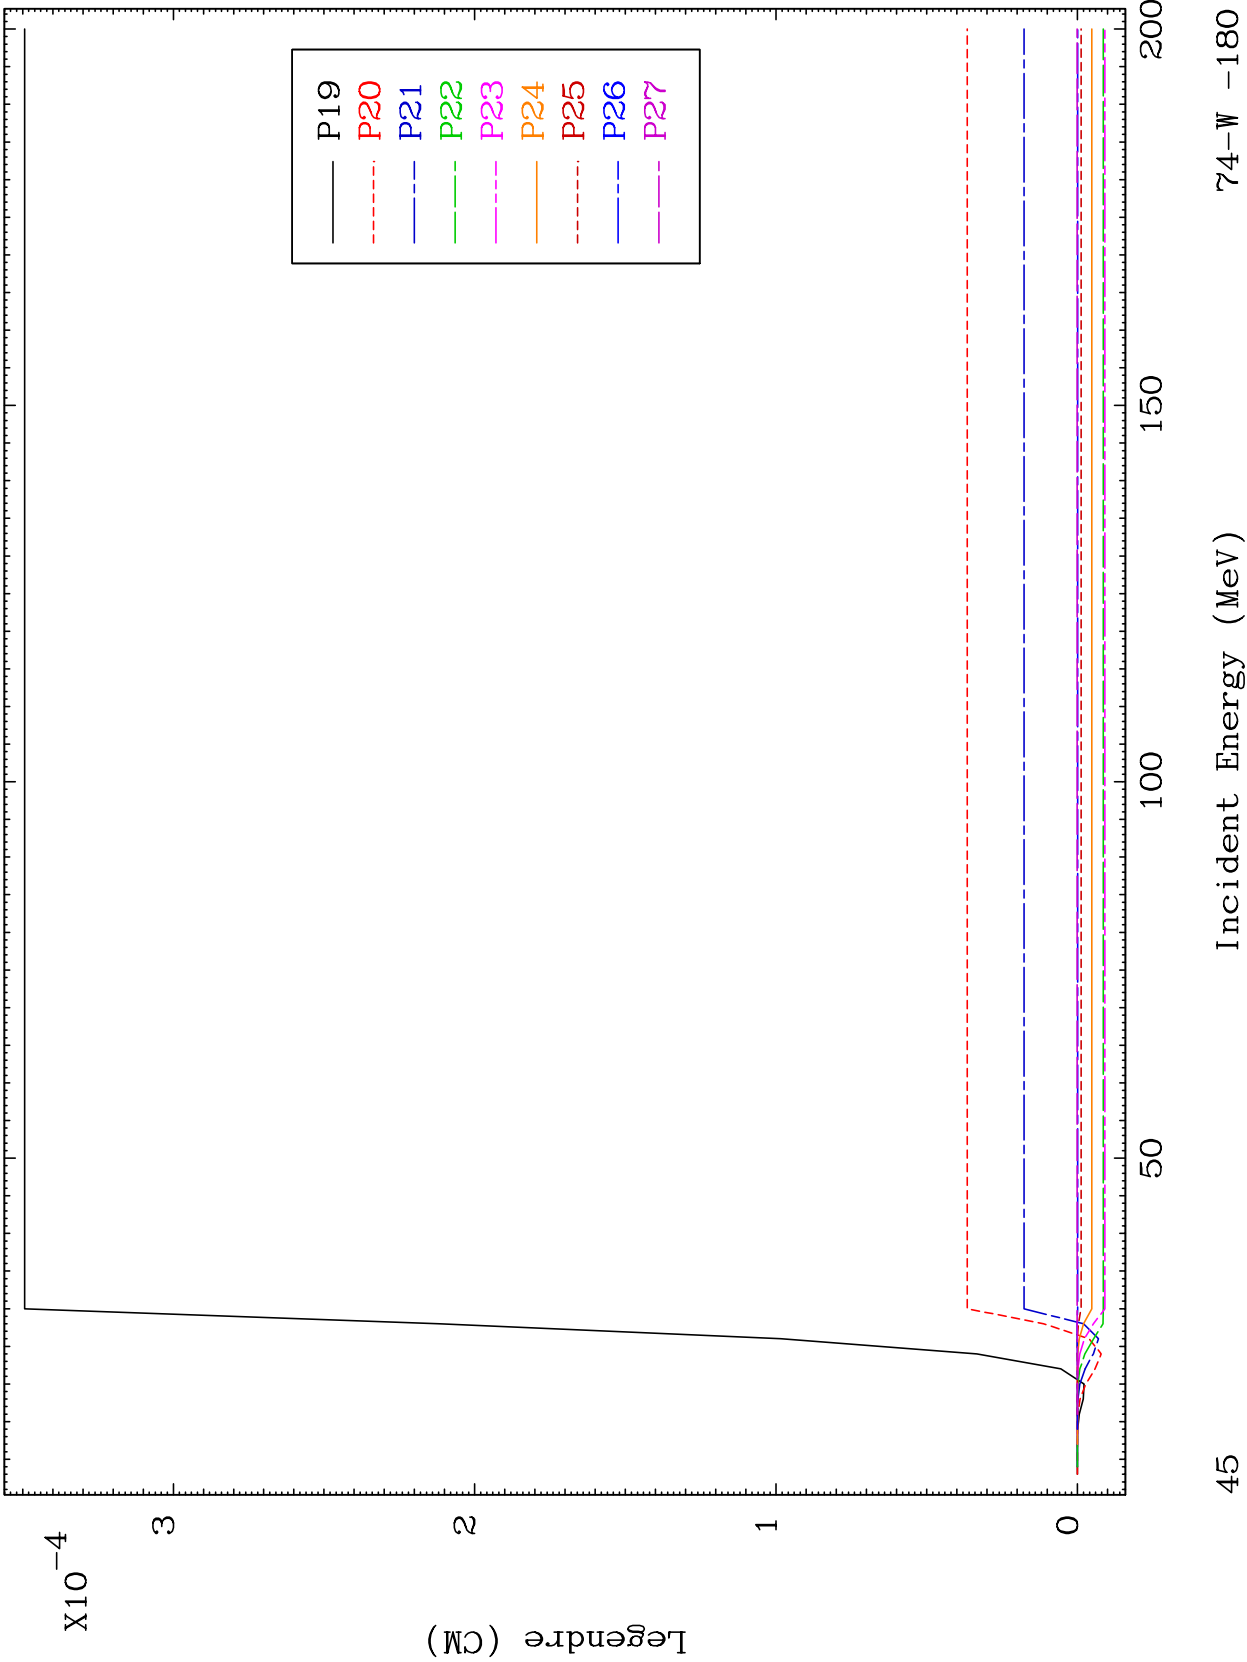 X10⁻⁴
Legendre (CM)
3
2
1
0
P19
P20
P21
P22
P23
P24
P25
P26
P27
50
100
150
200
Incident Energy (MeV)
45
74-W -180